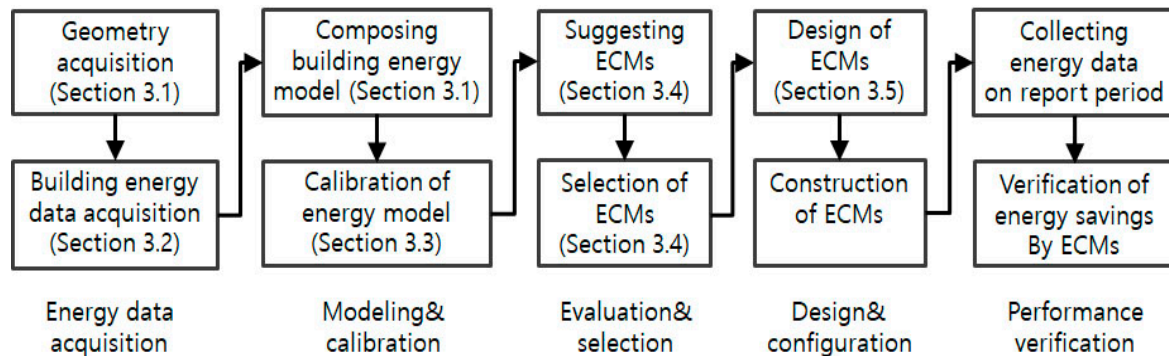 Geometry
acquisition
(Section 3.1)
Building energy
data acquisition
(Section 3.2)
Energy data
acquisition
Composing
building energy
model (Section 3.1)
Calibration of
energy model
(Section 3.3)
Modeling&
calibration
Suggesting
ECMs
(Section 3.4)
Selection of
ECMs
(Section 3.4)
Evaluation&
selection
Design of
ECMs
(Section 3.5)
Construction
of ECMs
Design&
configuration
Collecting
energy data
on report period
Verification of
energy savings
By ECMs
Performance
verification